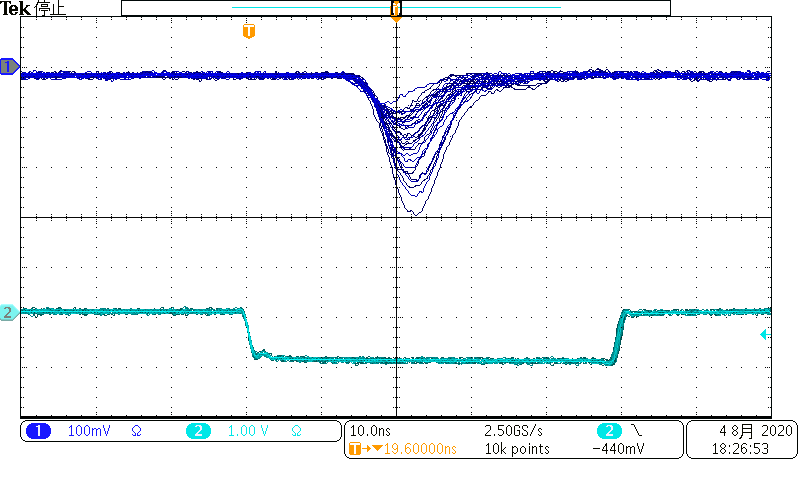 Tek 停止
T
1
2
1 100mV Ω 2 1.00 V Ω 10.0ns 2.50GS/s 2 4 8月 2020
T→▼19.60000ns 10k points −440mV 18:26:53